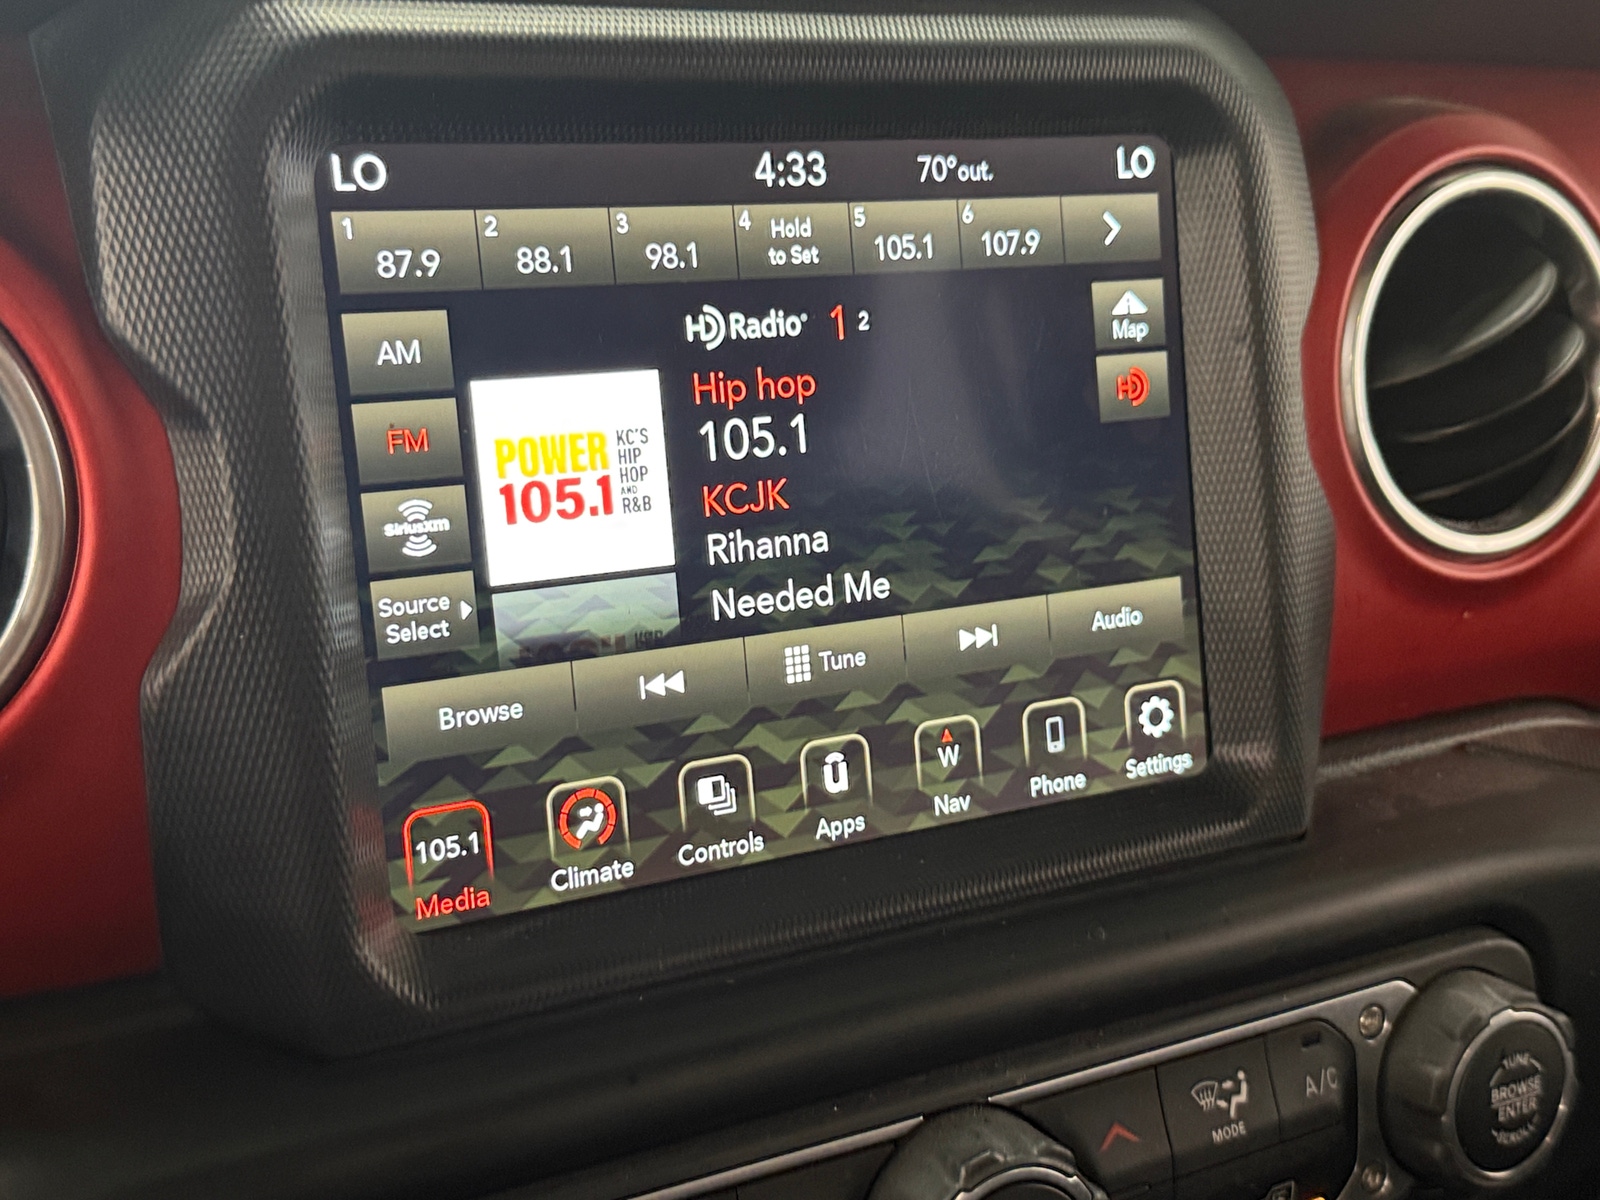 LO 4:33 70°out. LO
1 87.9 2 88.1 3 98.1 4 Hold to Set 5 105.1 6 107.9
HD Radio 1 2
Map
AM
HD
Hip hop
FM
105.1
POWER 105.1
KC'S
HIP
HOP
AND
R&B
KCJK
SiriusXM
Rihanna
Source
Select
Needed Me
Browse
Tune
Audio
105.1
Media
Climate
Controls
Apps
W
Nav
Phone
Settings
MODE
A/C
TUNE
BROWSE
ENTER
SCROLL